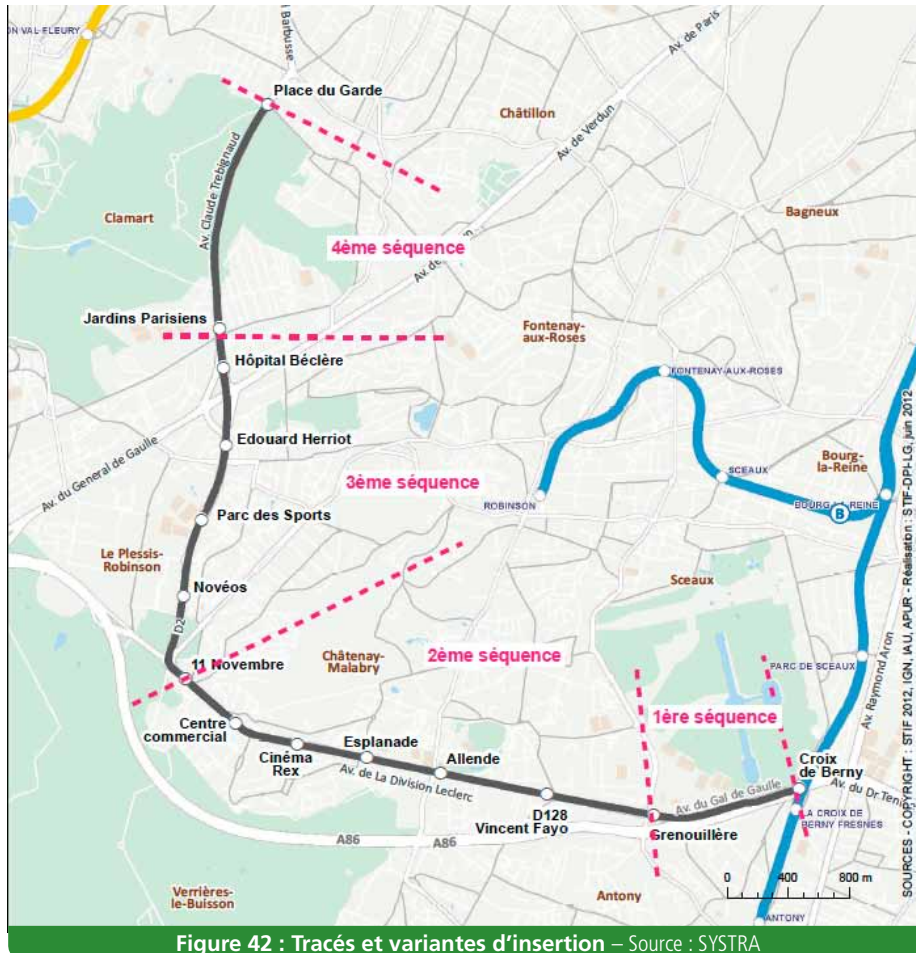 ON VAL-FLEURY
i Barbusse
Av. de Paris
Place du Garde
Châtillon
Av. de Verdun
Av. Claude Trebignaud
Clamart
Bagneux
4ème séquence
Av. de
un
Jardins Parisiens
Fontenay-
aux-Roses
Hôpital Béclère
FONTENAY-AUX-ROSES
Edouard Herriot
Av. du General de Gaulle
Bourg-
la-Reine
SCEAUX
3ème séquence
ROBINSON
BOURG-LA-REINE
B
Parc des Sports
Le Plessis-
Robinson
Sceaux
Novéos
D2
11 Novembre
Châtenay-
Malabry
2ème séquence
PARC DE SCEAUX
Av. Raymond Aron
1ère séquence
Centre
commercial
Cinéma
Rex
Esplanade
Allende
Av. de La Division Leclerc
Croix
de Berny
Av. du Gal de Gaulle
Av. du Dr Ten
D128
Vincent Fayo
Grenouillère
LA CROIX DE
BERNY FRESNES
A86
A86
0 400 800 m
Verrières-
le-Buisson
Antony
ANTONY
SOURCES - COPYRIGHT : STIF 2012, IGN, IAU, APUR - Réalisation : STIF-DPI-LG, juin 2012
Figure 42 : Tracés et variantes d'insertion – Source : SYSTRA